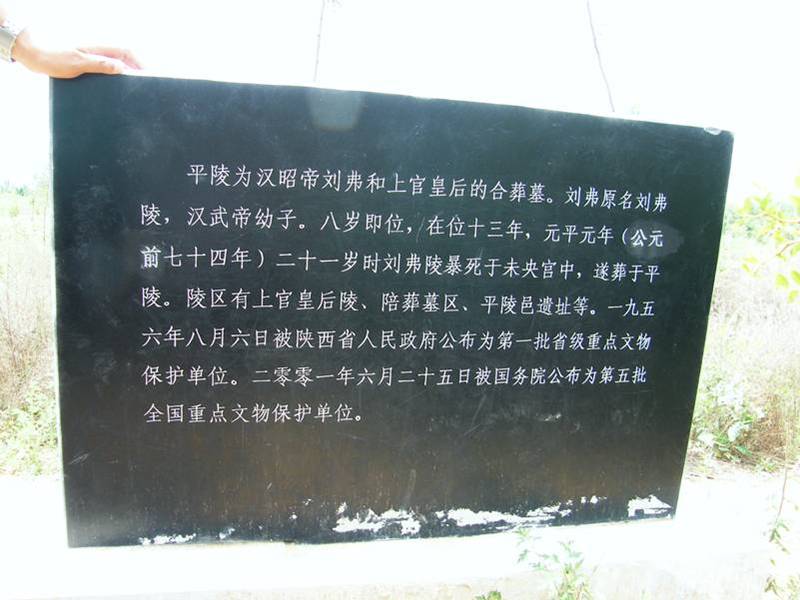 平陵为汉昭帝刘弗和上官皇后的合葬墓。刘弗原名刘弗
陵，汉武帝幼子。八岁即位，在位十三年，元平元年（公元
前七十四年）二十一岁时刘弗陵暴死于未央宫中，遂葬于平
陵。陵区有上官皇后陵、陪葬墓区、平陵邑遗址等。一九五
六年八月六日被陕西省人民政府公布为第一批省级重点文物
保护单位。二零零一年六月二十五日被国务院公布为第五批
全国重点文物保护单位。